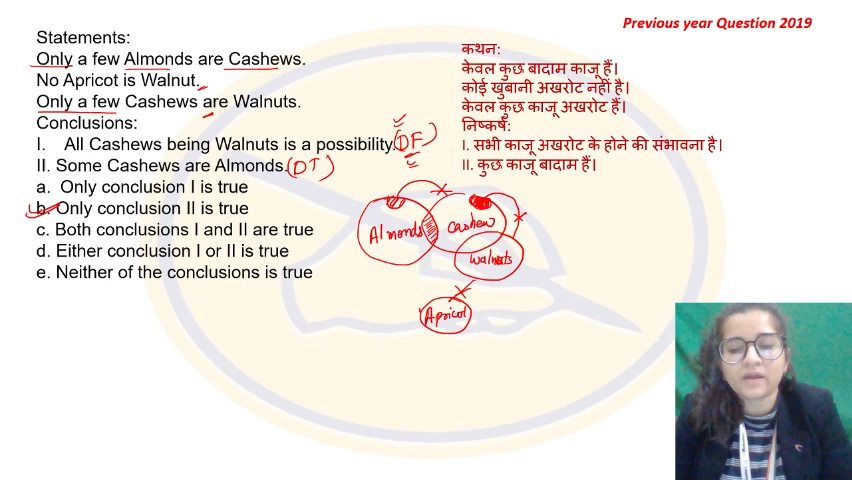 Previous year Question 2019
Statements:
Only a few Almonds are Cashews.
No Apricot is Walnut.
Only a few Cashews are Walnuts.
Conclusions:
I. All Cashews being Walnuts is a possibility. (DF)
II. Some Cashews are Almonds. (DT)
a. Only conclusion I is true
b. Only conclusion II is true
c. Both conclusions I and II are true
d. Either conclusion I or II is true
e. Neither of the conclusions is true
कथन:
केवल कुछ बादाम काजू हैं।
कोई खुबानी अखरोट नहीं है।
केवल कुछ काजू अखरोट हैं।
निष्कर्ष:
I. सभी काजू अखरोट के होने की संभावना है।
II. कुछ काजू बादाम हैं।
Almonds
Cashew
Walnuts
Apricot